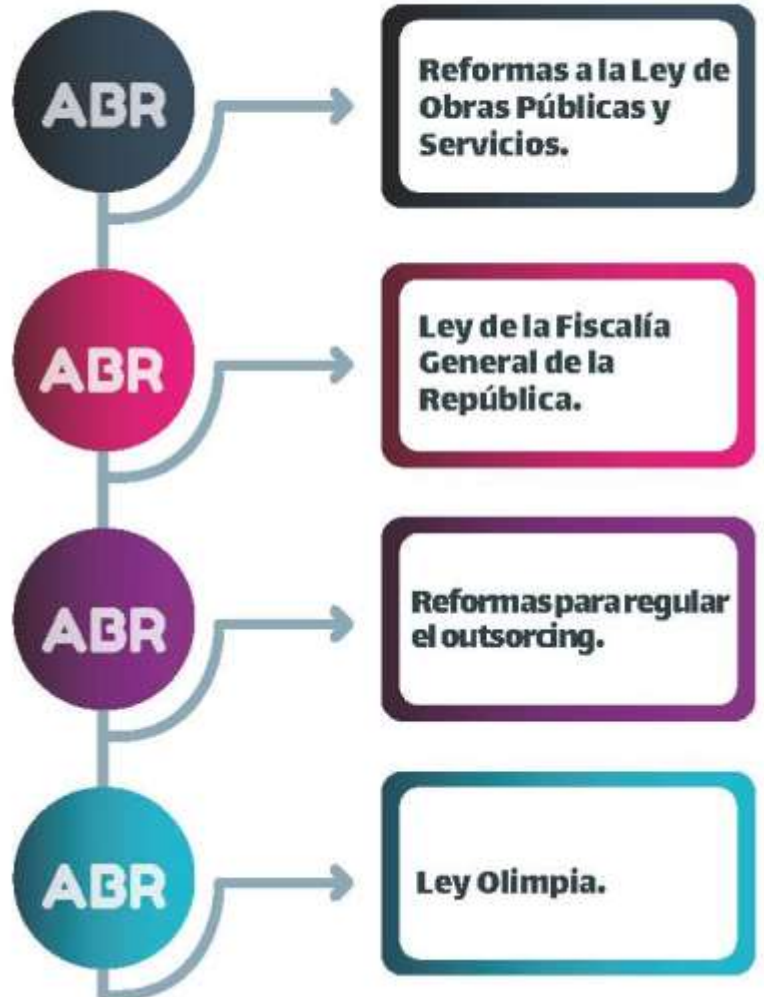 ABR
Reformas a la Ley de
Obras Públicas y
Servicios.
ABR
Ley de la Fiscalía
General de la
República.
ABR
Reformas para regular
el outsorcing.
ABR
Ley Olimpia.